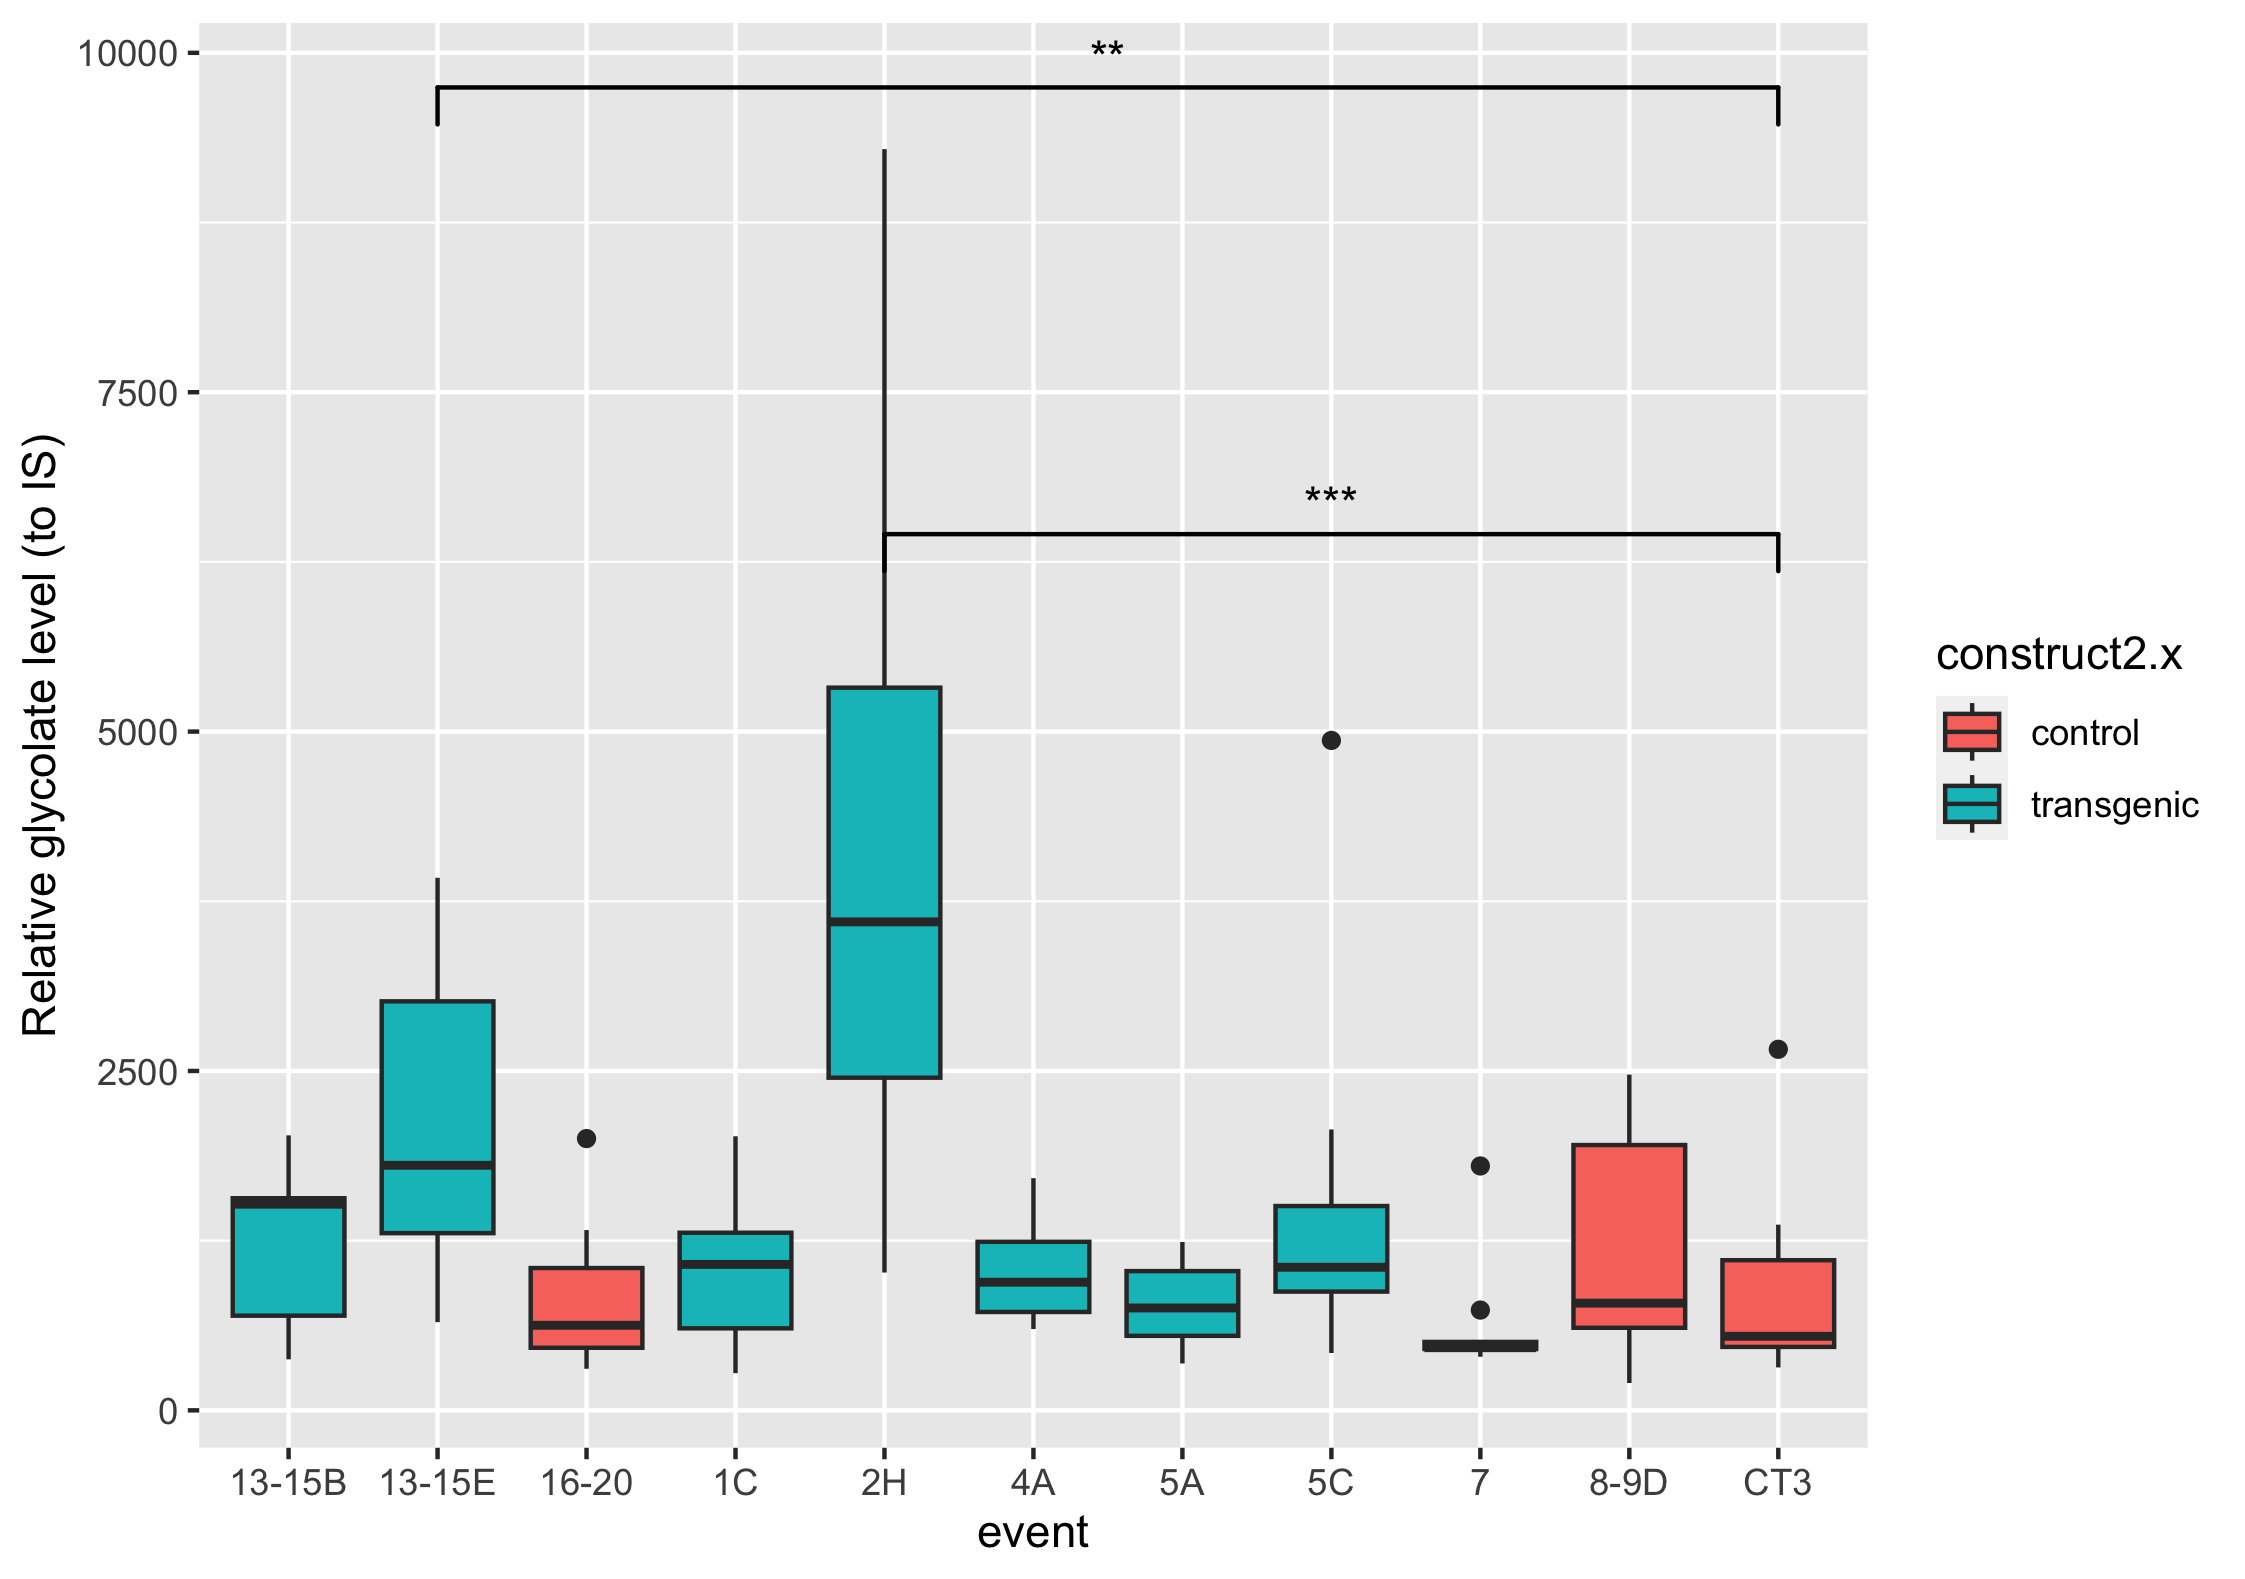 10000
7500
5000
2500
0
Relative glycolate level (to IS)
**
***
13-15B 13-15E 16-20 1C 2H 4A 5A 5C 7 8-9D CT3
event
construct2.x
control
transgenic